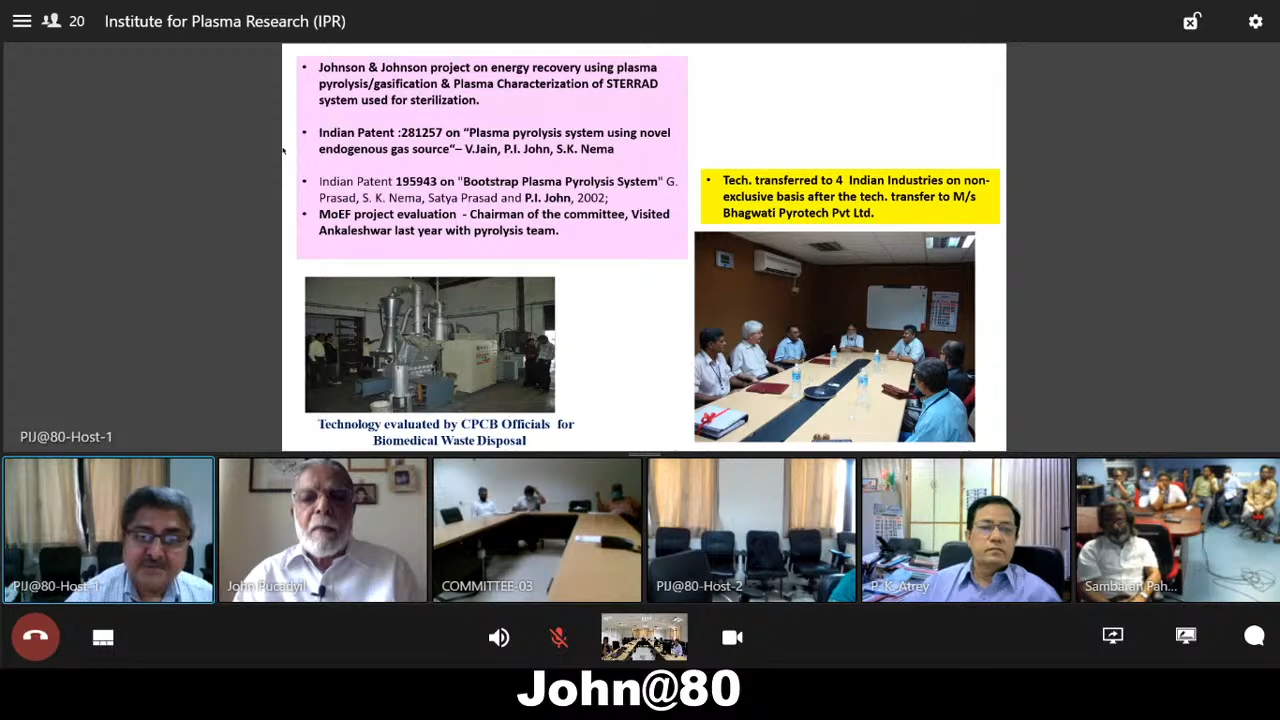 20 Institute for Plasma Research (IPR)
• Johnson & Johnson project on energy recovery using plasma
pyrolysis/gasification & Plasma Characterization of STERRAD
system used for sterilization.
• Indian Patent :281257 on “Plasma pyrolysis system using novel
endogenous gas source“– V.Jain, P.I. John, S.K. Nema
• Indian Patent 195943 on "Bootstrap Plasma Pyrolysis System" G.
Prasad, S. K. Nema, Satya Prasad and P.I. John, 2002;
• MoEF project evaluation - Chairman of the committee, Visited
Ankaleshwar last year with pyrolysis team.
• Tech. transferred to 4 Indian Industries on non-
exclusive basis after the tech. transfer to M/s
Bhagwati Pyrotech Pvt Ltd.
Technology evaluated by CPCB Officials for
Biomedical Waste Disposal
PIJ@80-Host-1
PIJ@80-Host-1
John Pucadyil
COMMITTEE-03
PIJ@80-Host-2
P. K. Atrey
Sambaran Pah...
John@80